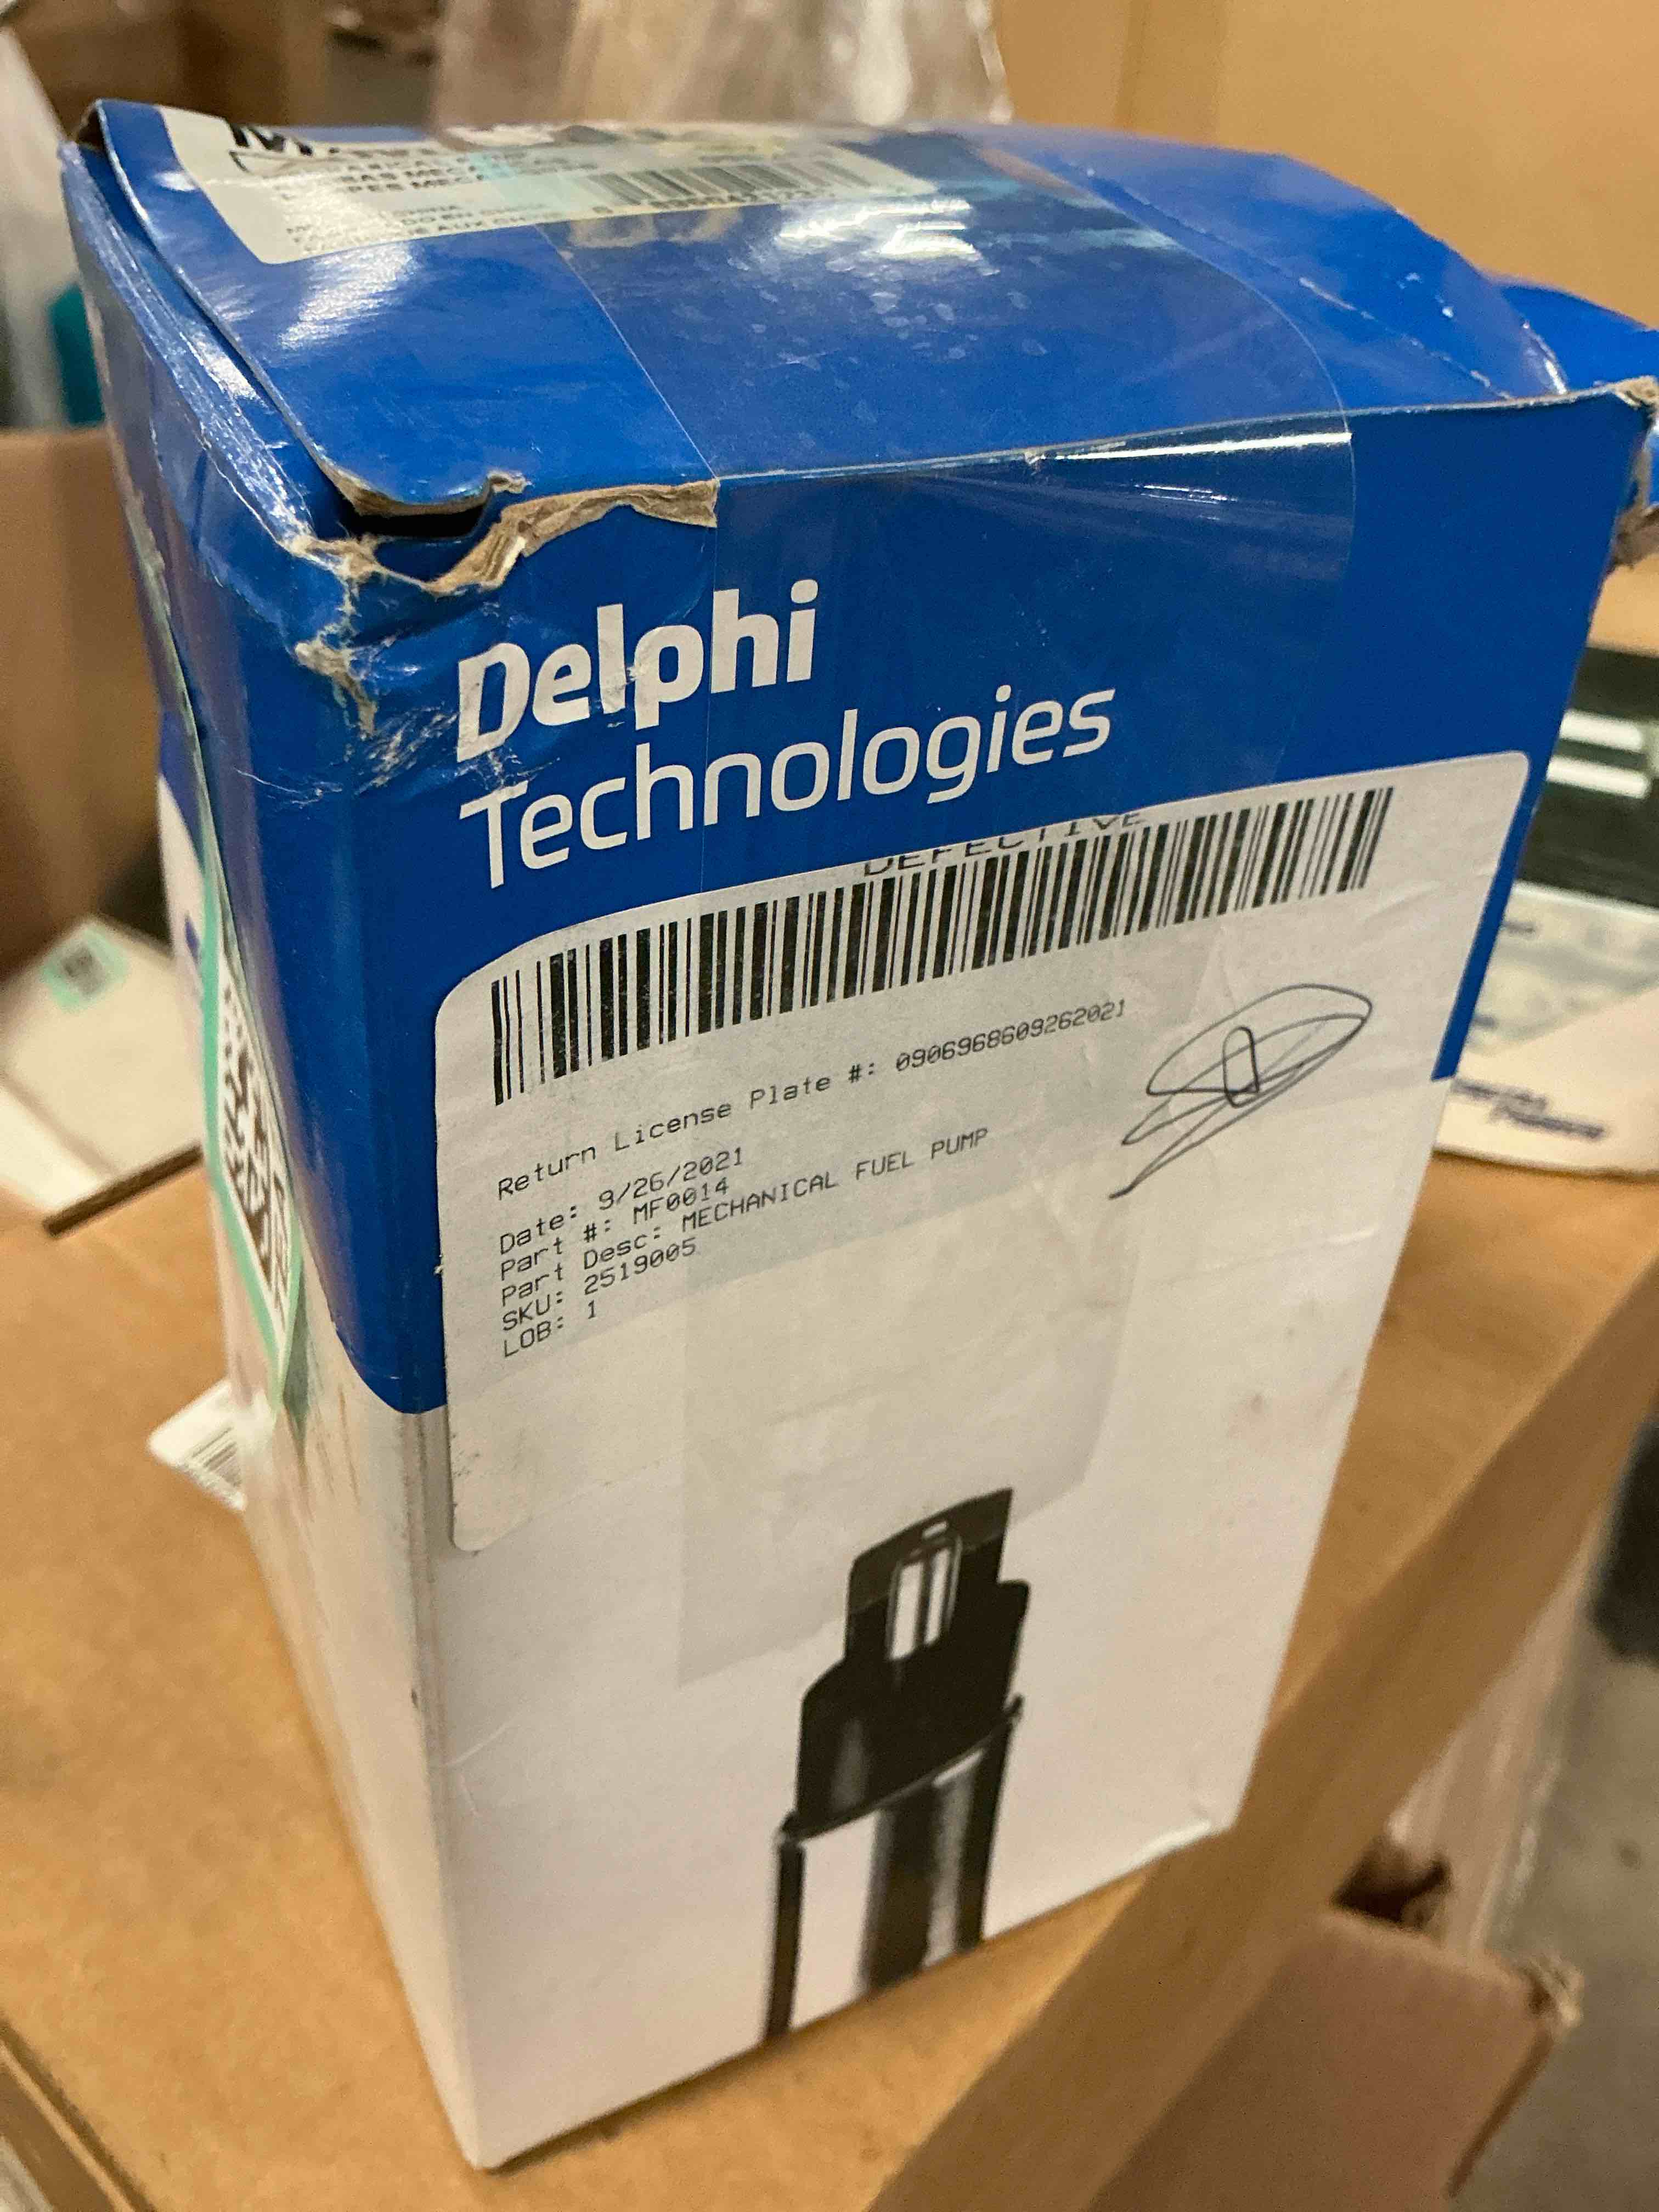 Delphi
Technologies
DEFECTIVE
Return License Plate #: 0906968609262021
Date: 9/26/2021
Part #: MF0014
Part Desc: MECHANICAL FUEL PUMP
SKU: 2519005
LOB: 1